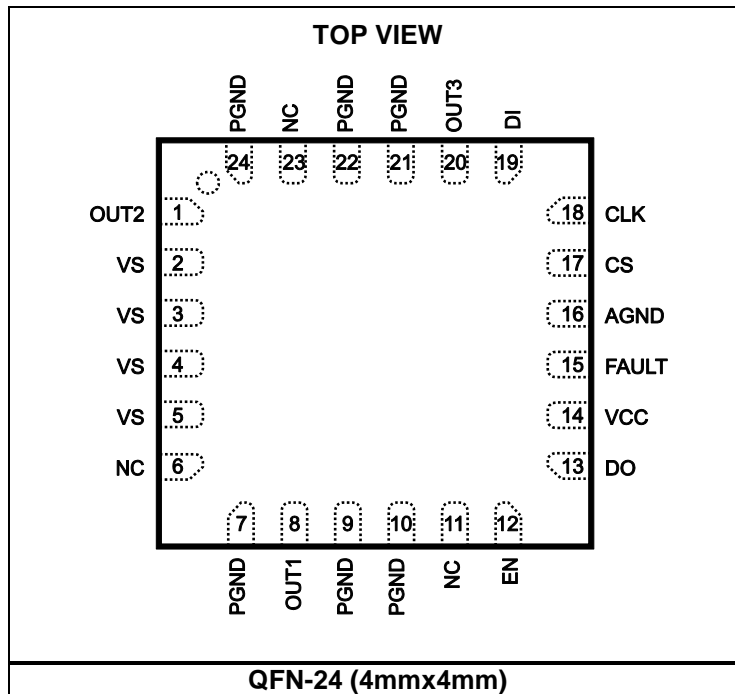 TOP VIEW
PGND NC PGND PGND OUT3 DI
24 23 22 21 20 19
OUT2 1 18 CLK
VS 2 17 CS
VS 3 16 AGND
VS 4 15 FAULT
VS 5 14 VCC
NC 6 13 DO
7 8 9 10 11 12
PGND OUT1 PGND PGND NC EN
QFN-24 (4mmx4mm)